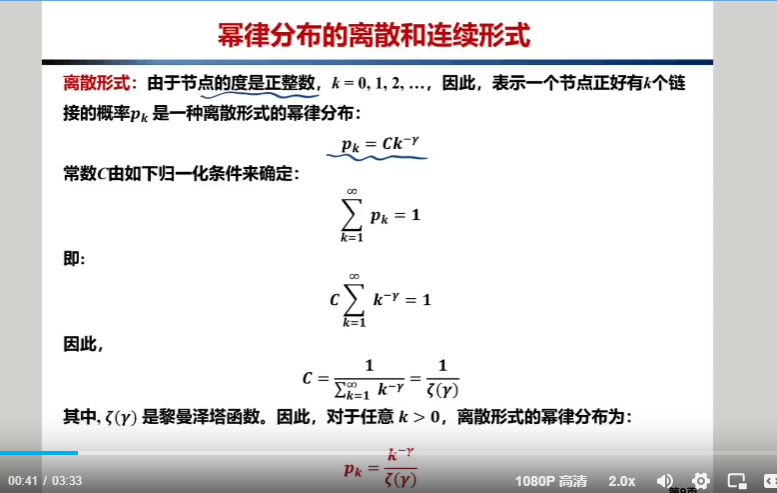 幂律分布的离散和连续形式
离散形式：由于节点的度是正整数，k = 0, 1, 2, …，因此，表示一个节点正好有k个链
接的概率pₖ 是一种离散形式的幂律分布：
pₖ = Ck^{-γ}
常数C由如下归一化条件来确定：
∑_{k=1}^{∞} pₖ = 1
即：
C ∑_{k=1}^{∞} k^{-γ} = 1
因此，
C = 1 / ∑_{k=1}^{∞} k^{-γ} = 1 / ζ(γ)
其中, ζ(γ) 是黎曼泽塔函数。因此，对于任意 k > 0，离散形式的幂律分布为：
pₖ = k^{-γ} / ζ(γ)
00:41 / 03:33 1080P 高清 2.0x